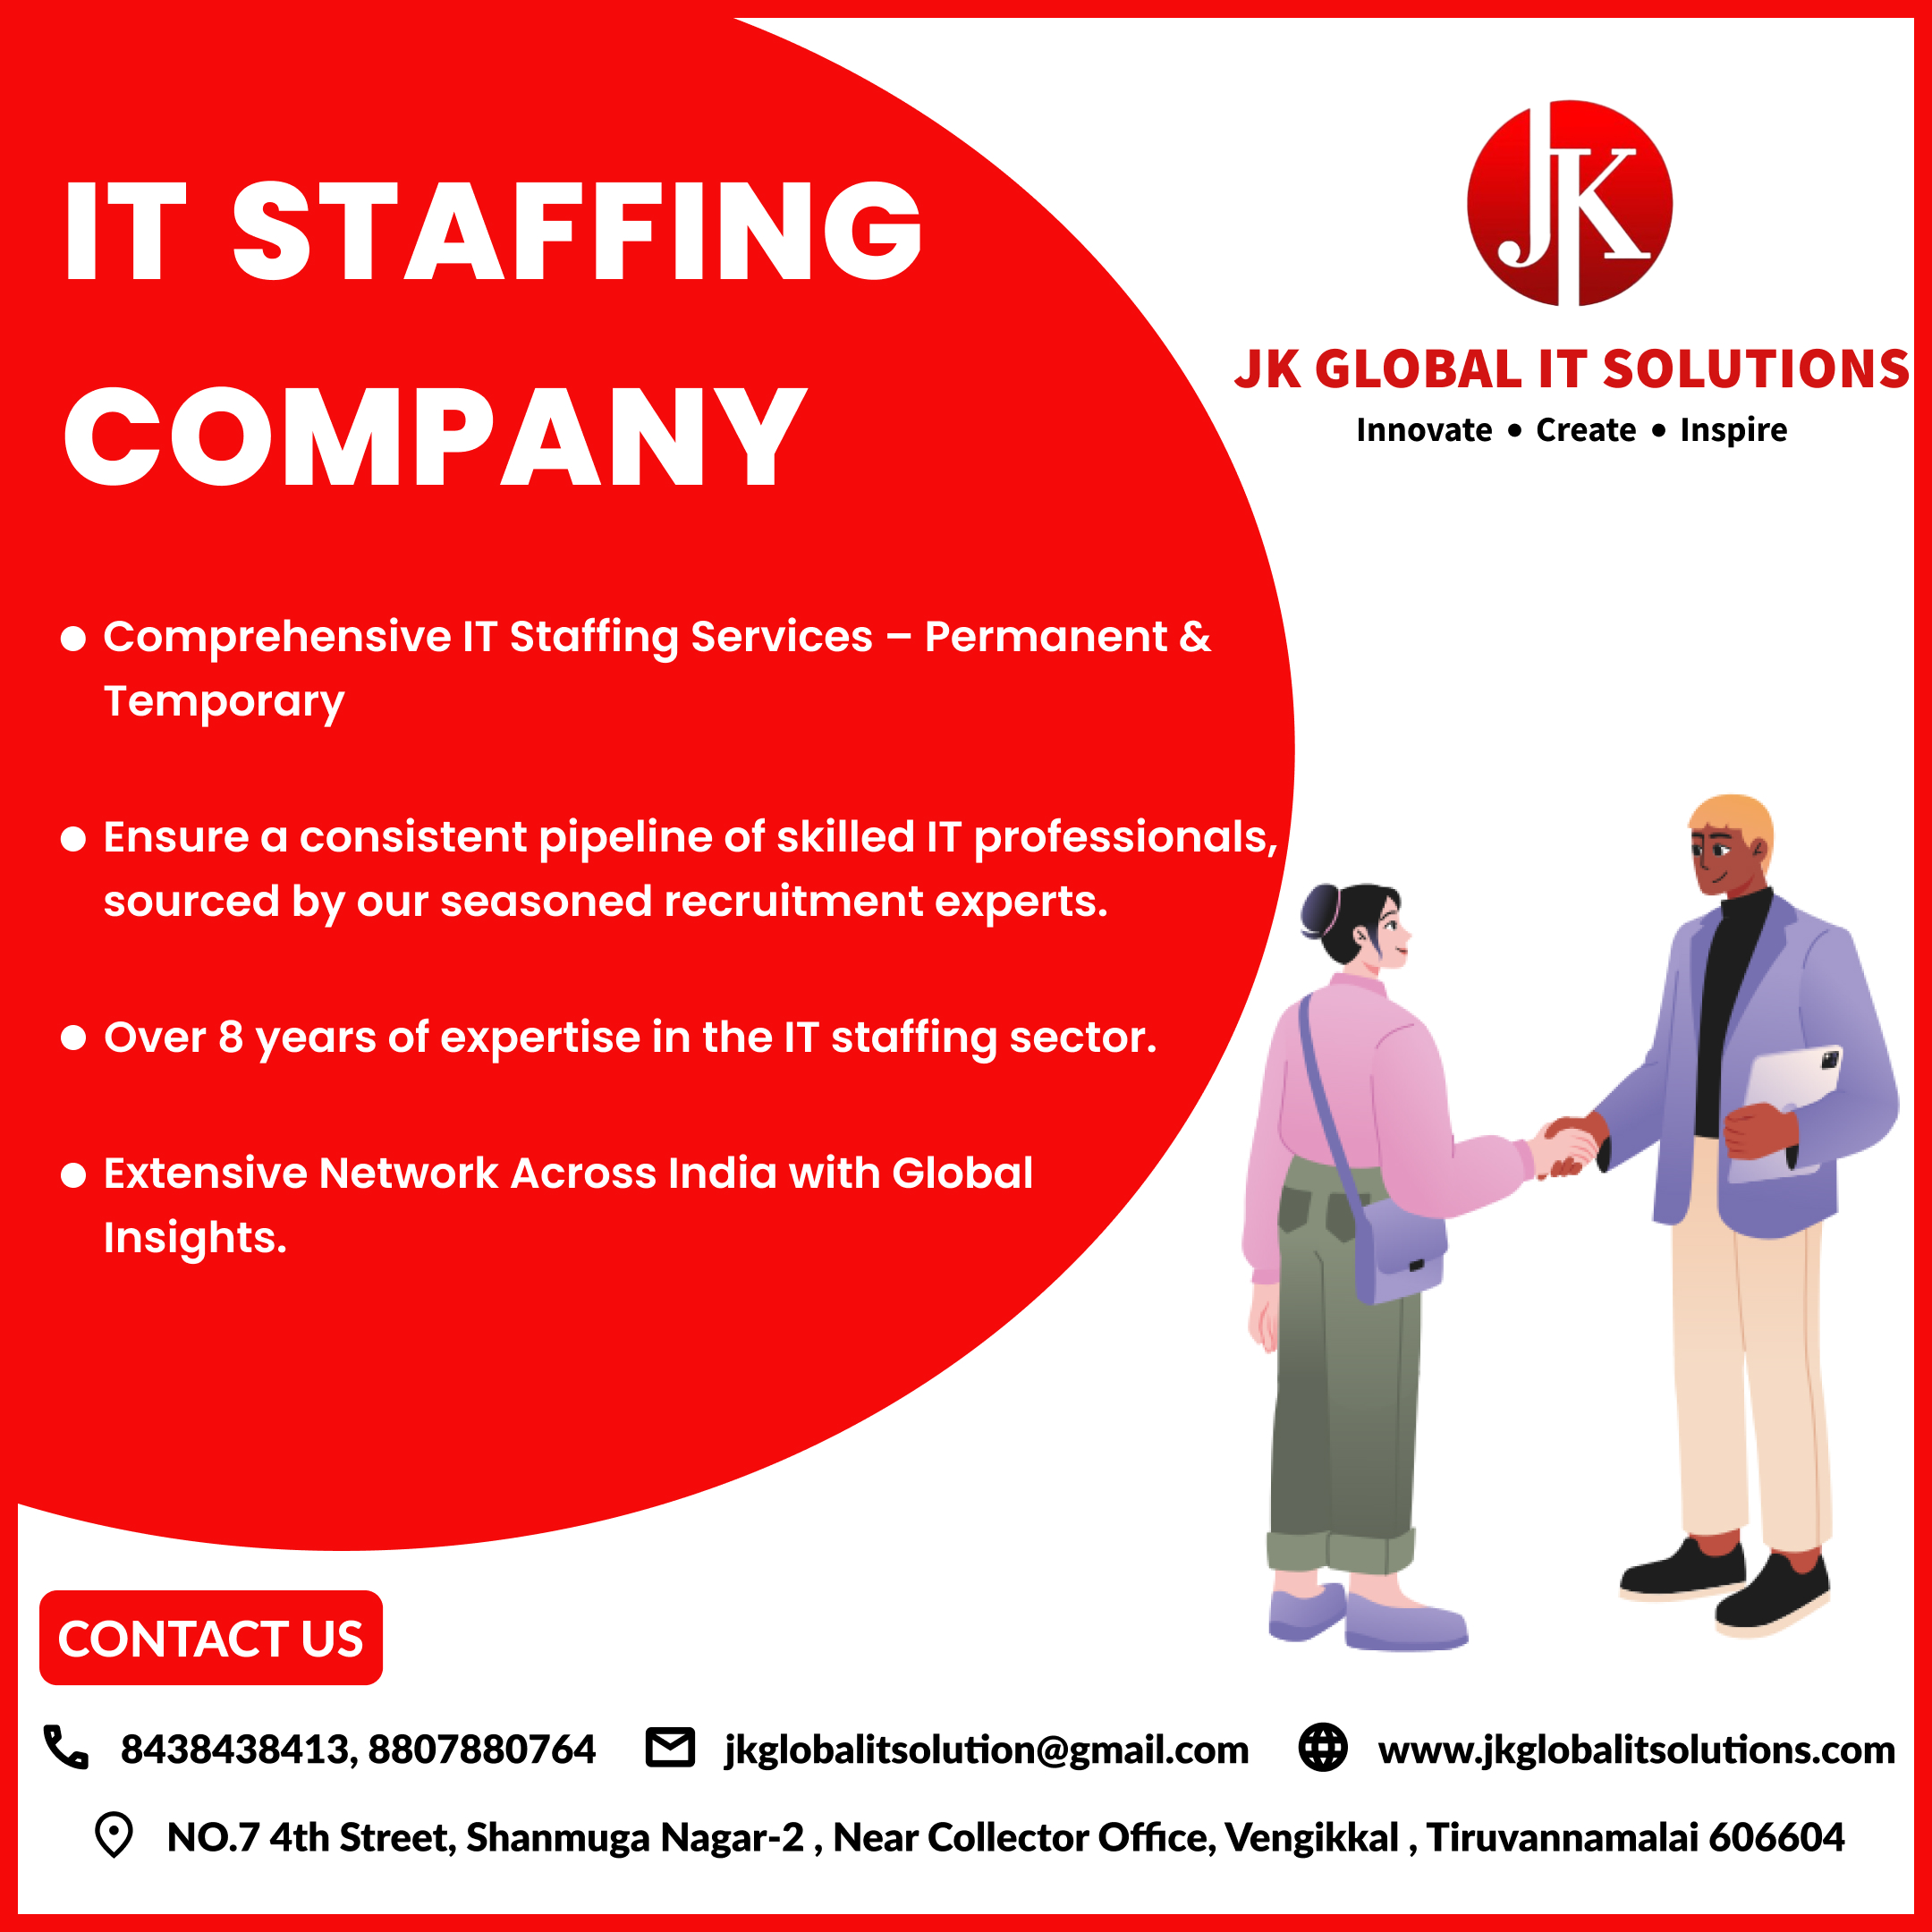 IT STAFFING
COMPANY
JK
JK GLOBAL IT SOLUTIONS
Innovate • Create • Inspire
• Comprehensive IT Staffing Services – Permanent &
Temporary
• Ensure a consistent pipeline of skilled IT professionals,
sourced by our seasoned recruitment experts.
• Over 8 years of expertise in the IT staffing sector.
• Extensive Network Across India with Global
Insights.
CONTACT US
8438438413, 8807880764 jkglobalitsolution@gmail.com www.jkglobalitsolutions.com
NO.7 4th Street, Shanmuga Nagar-2 , Near Collector Office, Vengikkal , Tiruvannamalai 606604